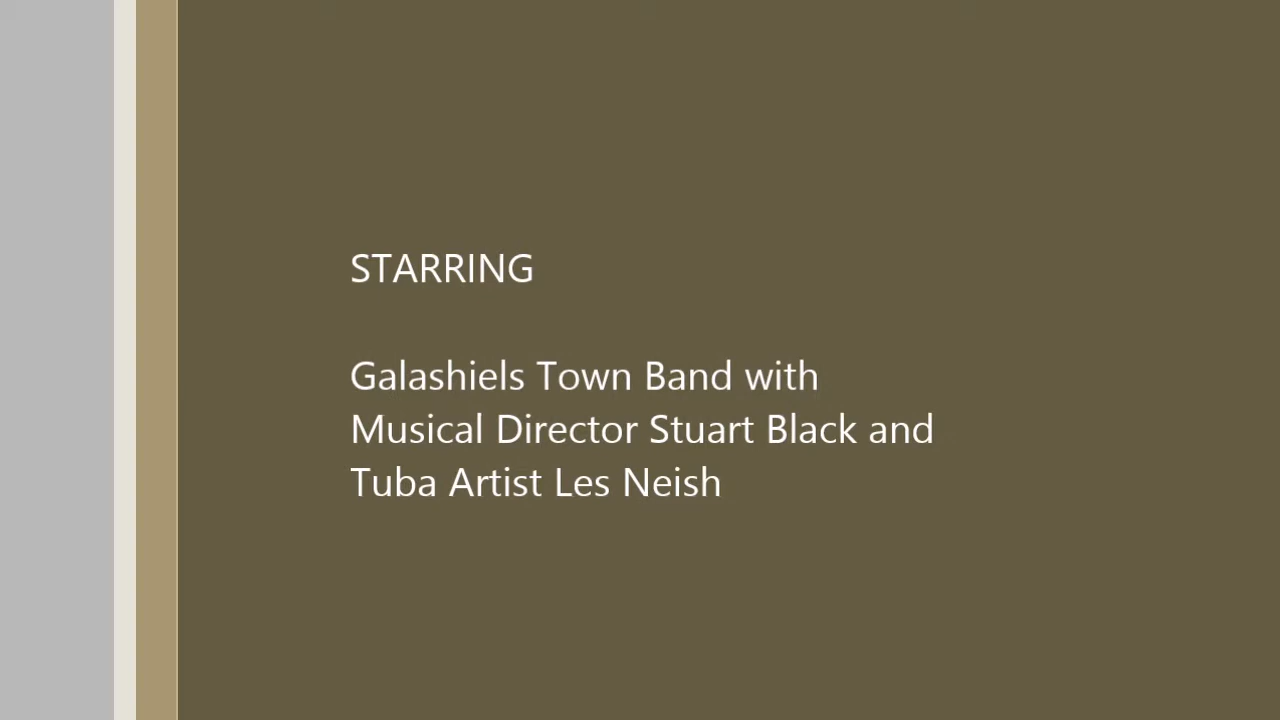 STARRING
Galashiels Town Band with
Musical Director Stuart Black and
Tuba Artist Les Neish